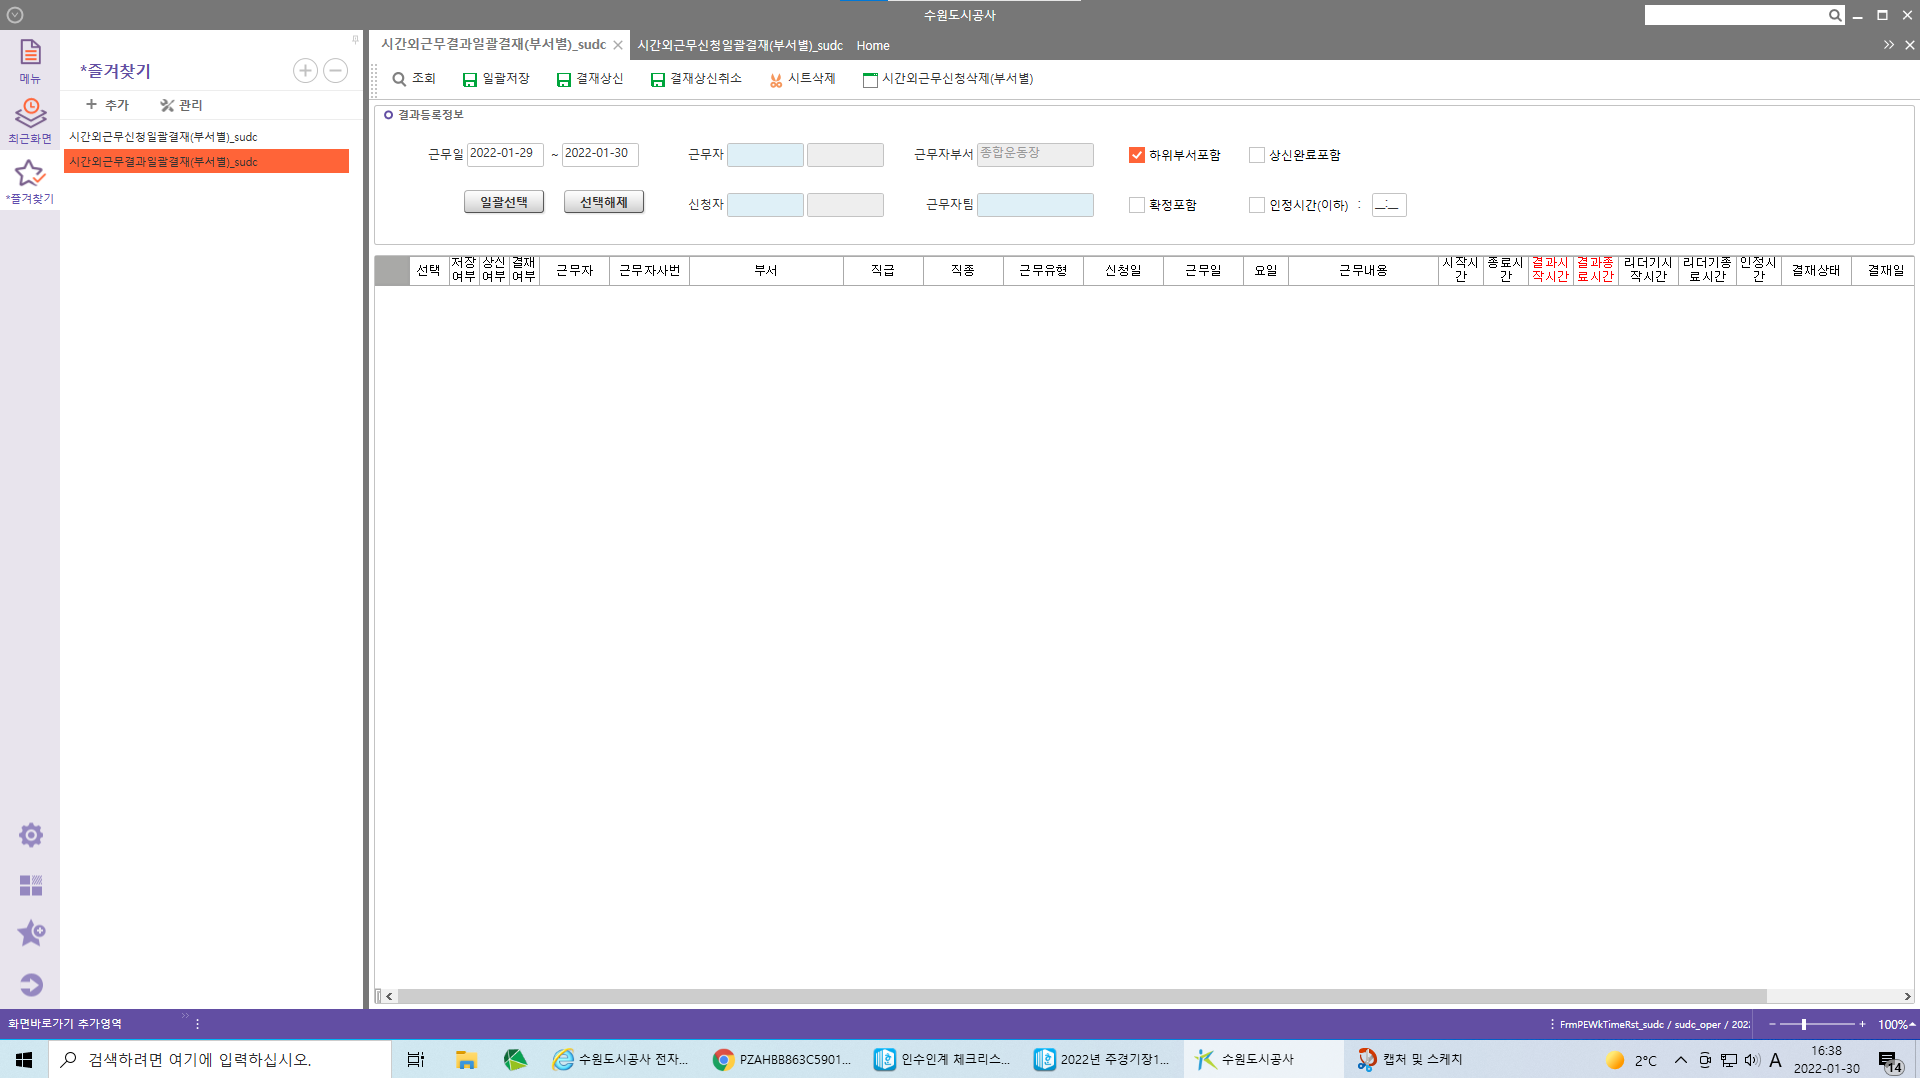 수원도시공사
메뉴
최근화면
*즐겨찾기
*즐겨찾기
추가
관리
시간외근무신청일괄결재(부서별)_sudc
시간외근무결과일괄결재(부서별)_sudc
시간외근무결과일괄결재(부서별)_sudc
시간외근무신청일괄결재(부서별)_sudc
Home
조회
일괄저장
결재상신
결재상신취소
시트삭제
시간외근무신청삭제(부서별)
결과등록정보
근무일 2022-01-29 ~ 2022-01-30
근무자
근무자부서 종합운동장
하위부서포함
상신완료포함
일괄선택
선택해제
신청자
근무자팀
확정포함
인정시간(이하) : __:__
선택
저장여부
상신여부
결재여부
근무자
근무자사번
부서
직급
직종
근무유형
신청일
근무일
요일
근무내용
시작시간
종료시간
결과시작시간
결과종료시간
리더기시작시간
리더기종료시간
인정시간
결재상태
결재일
화면바로가기 추가영역
FrmPEWkTimeRst_sudc / sudc_oper / 202
100%
검색하려면 여기에 입력하십시오.
수원도시공사 전자...
PZAHBB863C5901...
인수인계 체크리스...
2022년 주경기장1...
수원도시공사
캡처 및 스케치
2°C
A
16:38
2022-01-30
14